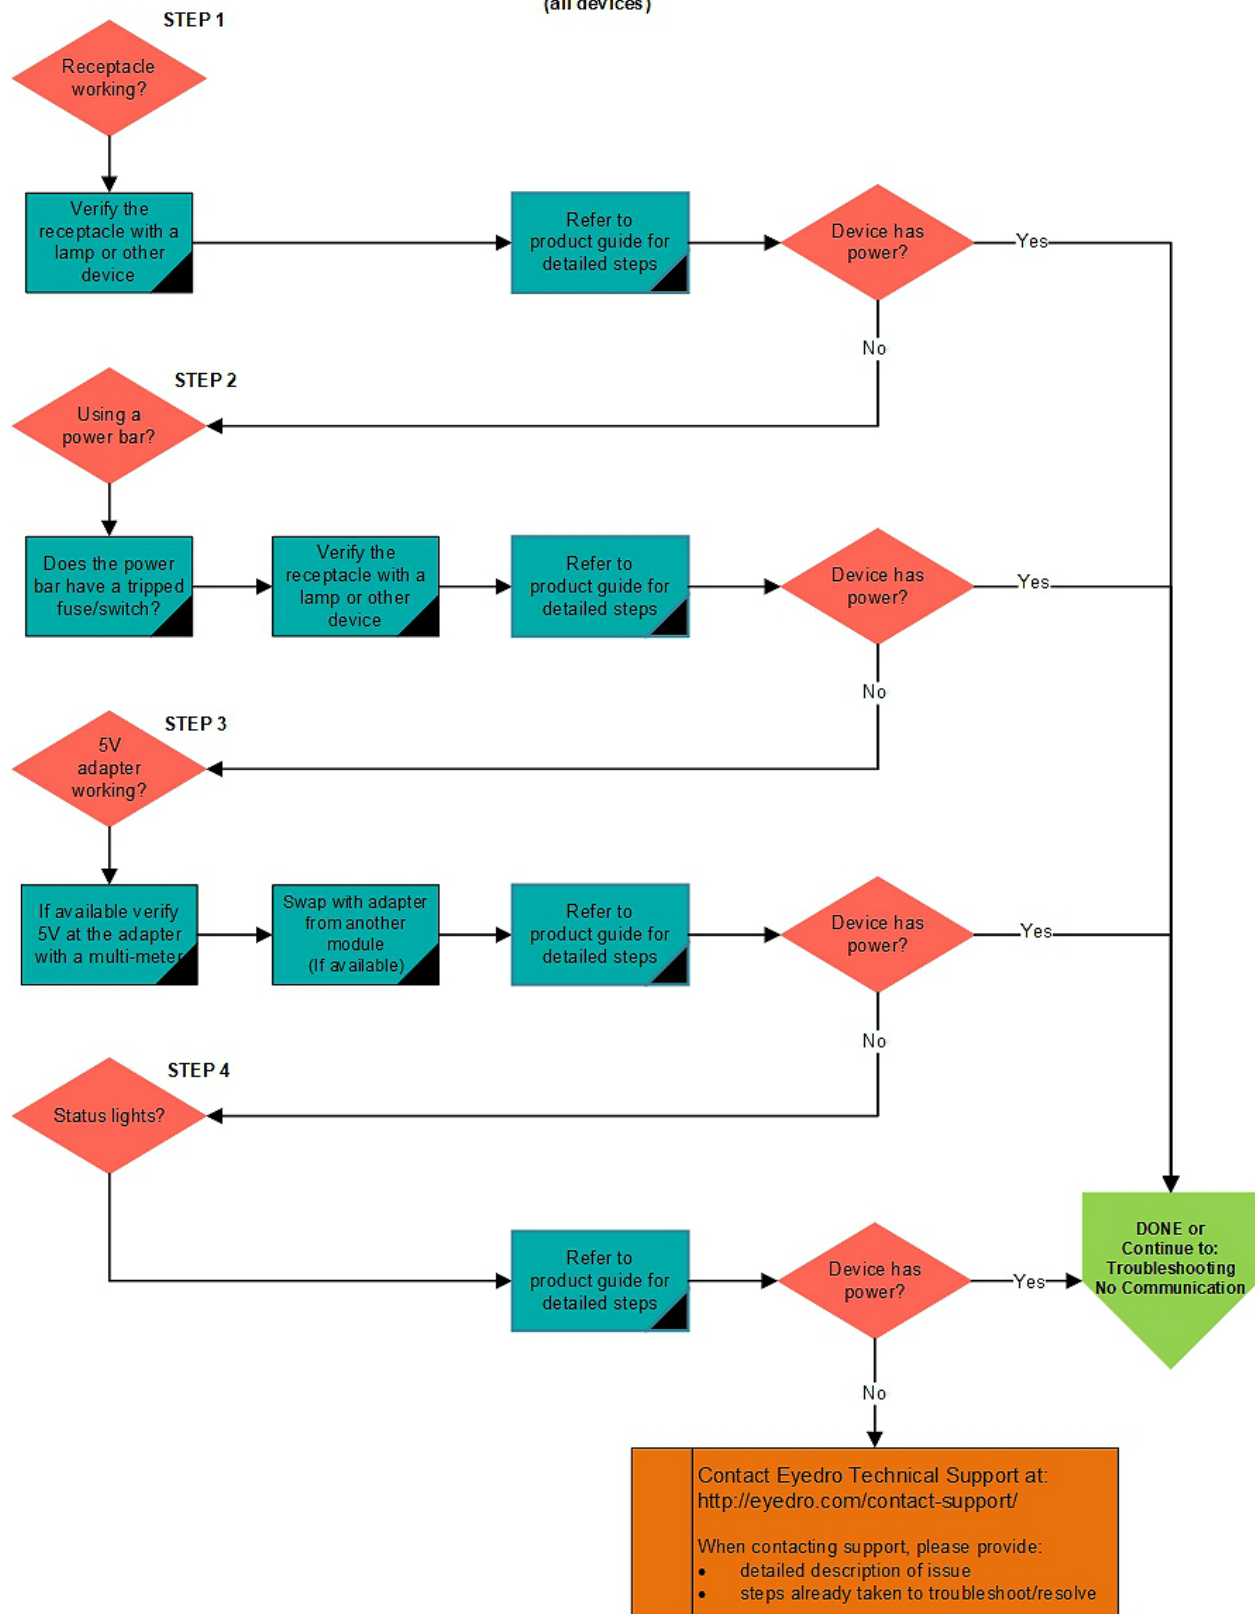 (all devices)
STEP 1
Receptacle
working?
Verify the
receptacle with a
lamp or other
device
Refer to
product guide for
detailed steps
Device has
power?
Yes
No
STEP 2
Using a
power bar?
Does the power
bar have a tripped
fuse/switch?
Verify the
receptacle with a
lamp or other
device
Refer to
product guide for
detailed steps
Device has
power?
Yes
No
STEP 3
5V
adapter
working?
If available verify
5V at the adapter
with a multi-meter
Swap with adapter
from another
module
(If available)
Refer to
product guide for
detailed steps
Device has
power?
Yes
No
STEP 4
Status lights?
Refer to
product guide for
detailed steps
Device has
power?
Yes
DONE or
Continue to:
Troubleshooting
No Communication
No
Contact Eyedro Technical Support at:
http://eyedro.com/contact-support/
When contacting support, please provide:
• detailed description of issue
• steps already taken to troubleshoot/resolve